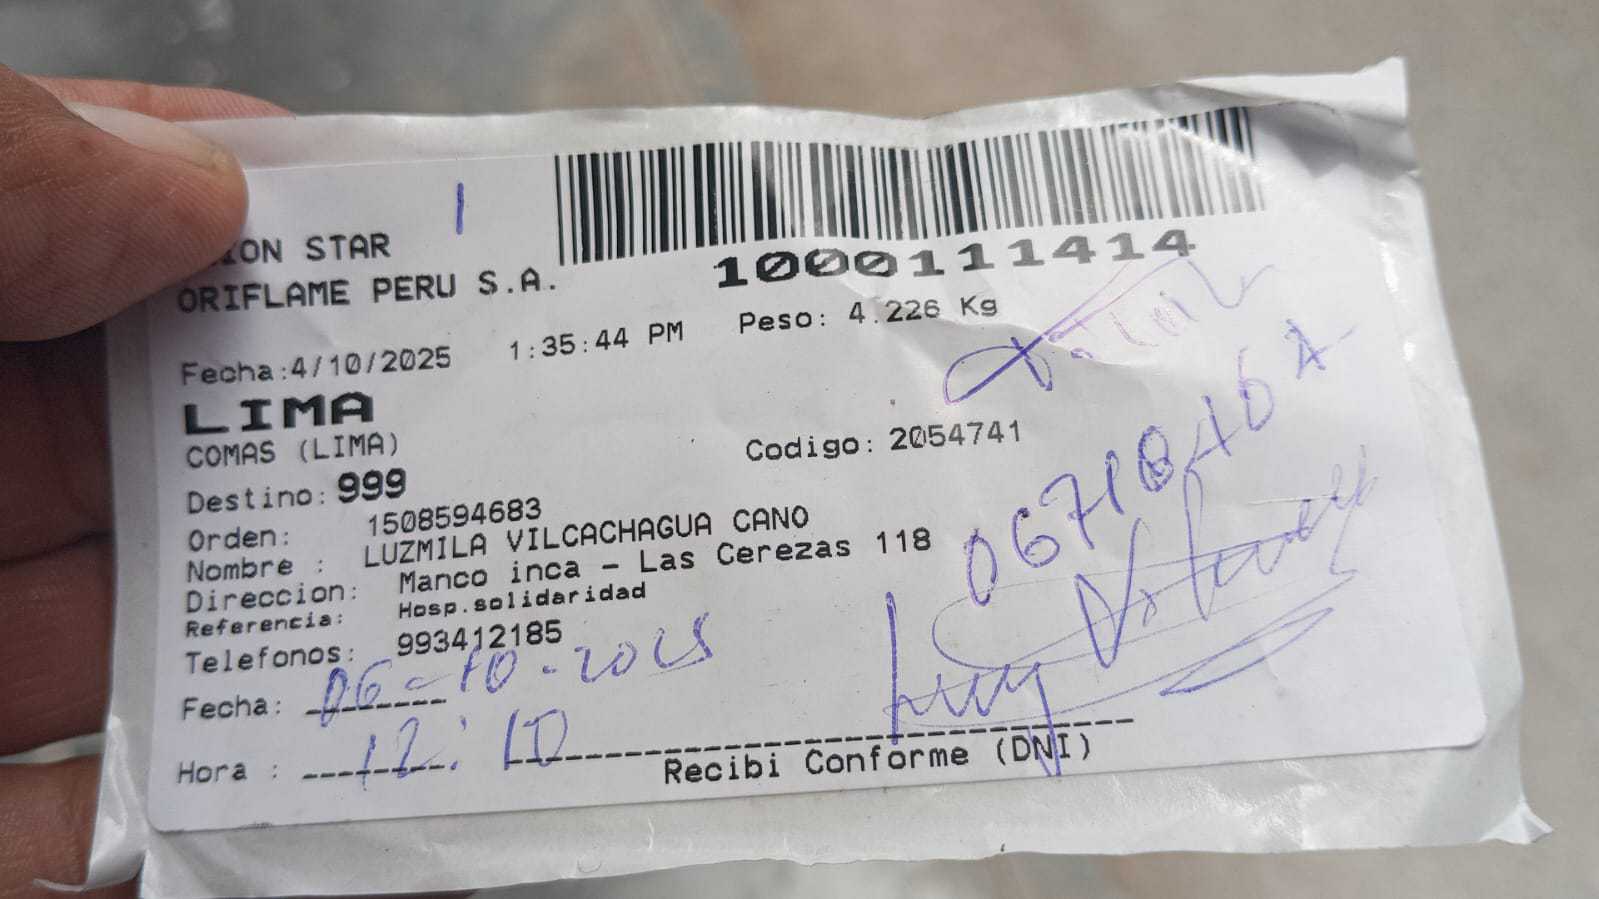 ION STAR
1
ORIFLAME PERU S.A.
1000111414
Fecha:4/10/2025 1:35:44 PM Peso: 4.226 Kg
LIMA
COMAS (LIMA)
Codigo: 2054741
Destino: 999
Orden: 1508594683
Nombre : LUZMILA VILCACHAGUA CANO
Direccion: Manco inca - Las Cerezas 118
Referencia: Hosp.solidaridad
Telefonos: 993412185
Fecha: 06-10-2025
Hora : 12:10
Recibi Conforme (DNI)